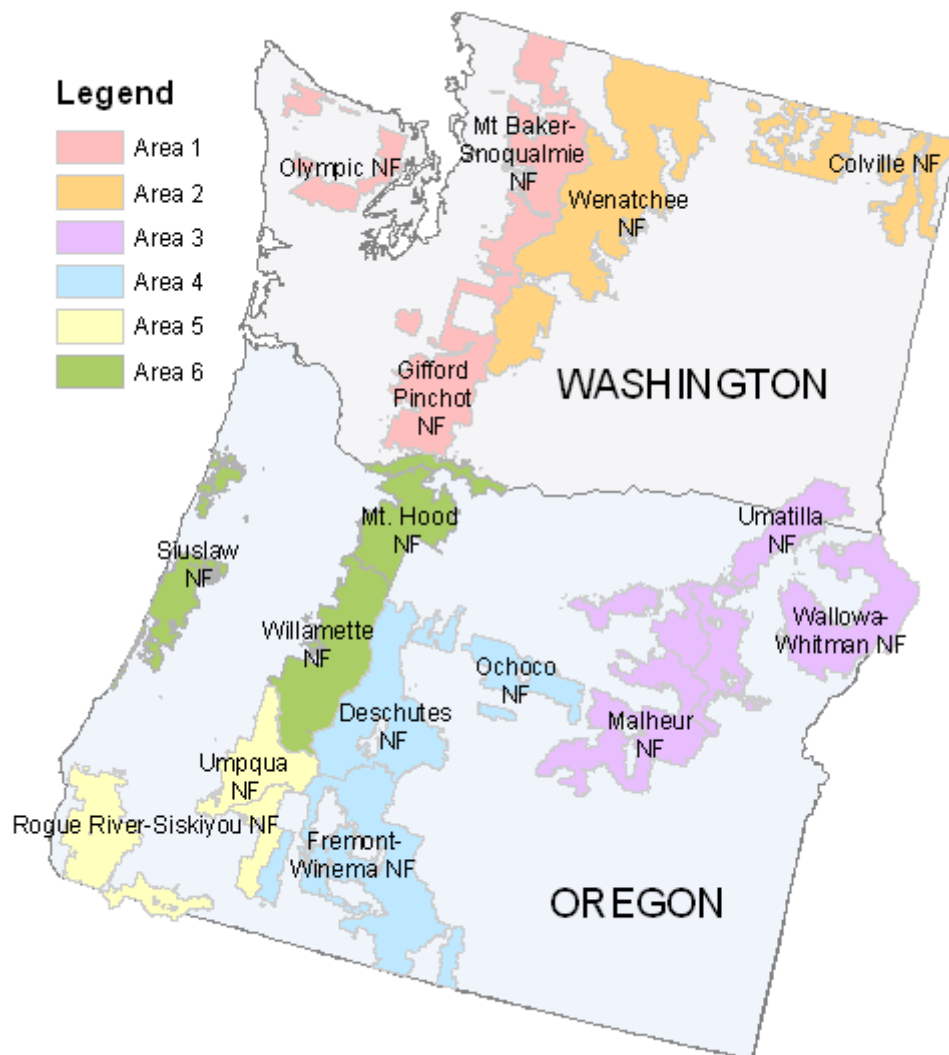 Legend
Area 1
Area 2
Area 3
Area 4
Area 5
Area 6
Olympic NF
Mt Baker-
Snoqualmie
NF
Wenatchee
NF
Colville NF
Gifford
Pinchot
NF
WASHINGTON
Mt. Hood
NF
Umatilla
NF
Siuslaw
NF
Wallowa-
Whitman NF
Willamette
NF
Ochoco
NF
Deschutes
NF
Malheur
NF
Umpqua
NF
Rogue River-Siskiyou NF
Fremont-
Winema NF
OREGON